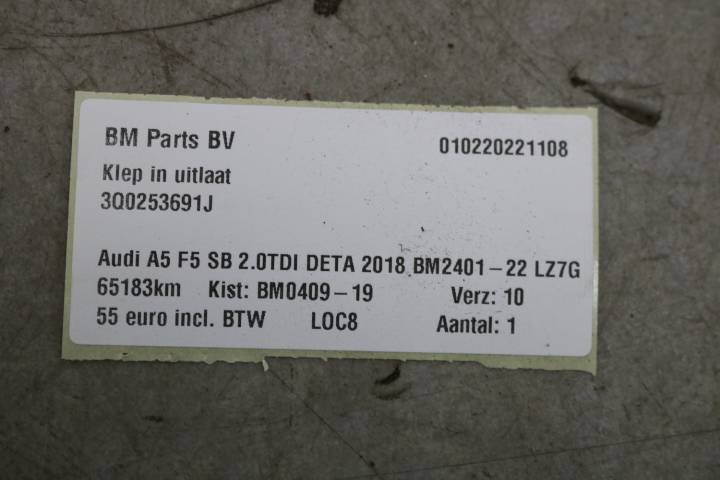 BM Parts BV 010220221108
Klep in uitlaat
3Q0253691J
Audi A5 F5 SB 2.0TDI DETA 2018 BM2401-22 LZ7G
65183km Kist: BM0409-19 Verz: 10
55 euro incl. BTW LOC8 Aantal: 1